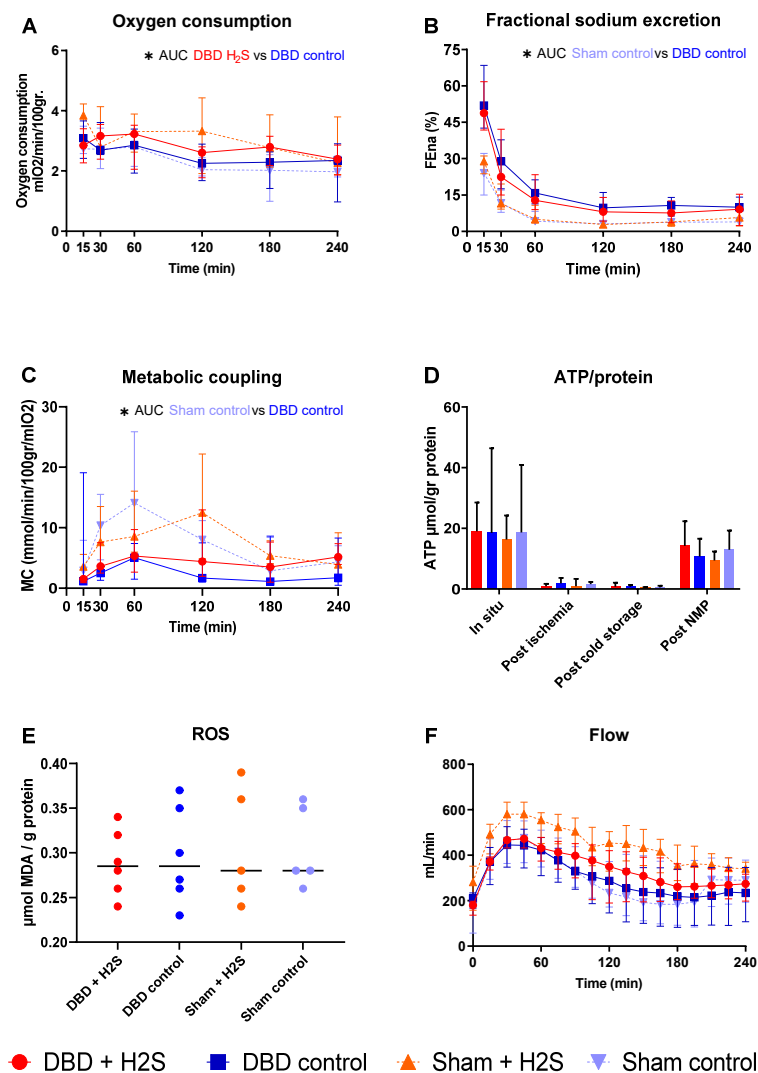 A
Oxygen consumption
* AUC DBD H2S vs DBD control
Oxygen consumption
mlO2/min/100gr.
6
4
2
0
0 15 30 60 120 180 240
Time (min)
B
Fractional sodium excretion
* AUC Sham control vs DBD control
FEna (%)
75
60
45
30
15
0
0 15 30 60 120 180 240
Time (min)
C
Metabolic coupling
* AUC Sham control vs DBD control
MC (mmol/min/100gr/mlO2)
30
20
10
0
0 15 30 60 120 180 240
Time (min)
D
ATP/protein
ATP µmol/gr protein
60
40
20
0
In situ
Post ischemia
Post cold storage
Post NMP
E
ROS
µmol MDA / g protein
0.40
0.35
0.30
0.25
0.20
DBD + H2S
DBD control
Sham + H2S
Sham control
F
Flow
mL/min
800
600
400
200
0
0 60 120 180 240
Time (min)
DBD + H2S DBD control Sham + H2S Sham control